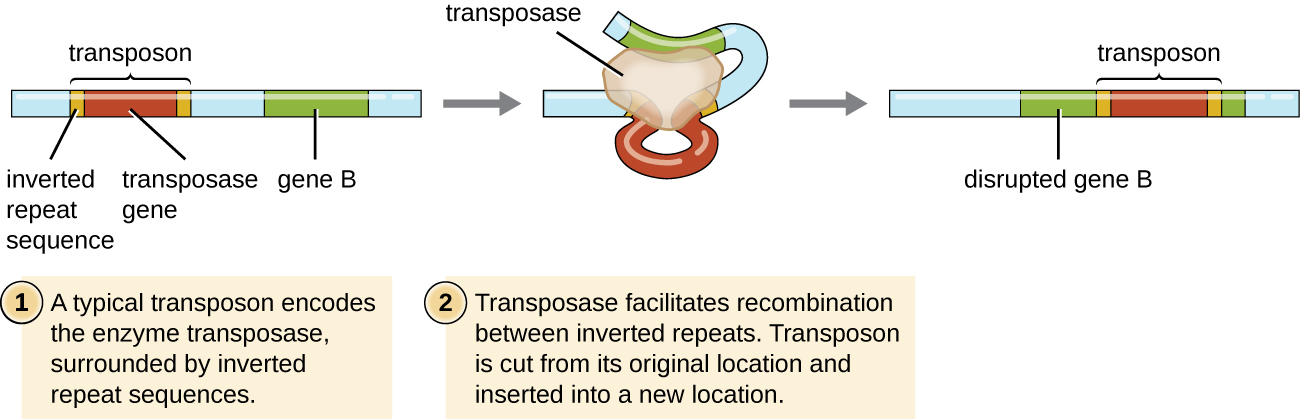 transposase
transposon
transposon
inverted
repeat
sequence
transposase
gene
gene B
disrupted gene B
1
A typical transposon encodes
the enzyme transposase,
surrounded by inverted
repeat sequences.
2
Transposase facilitates recombination
between inverted repeats. Transposon
is cut from its original location and
inserted into a new location.